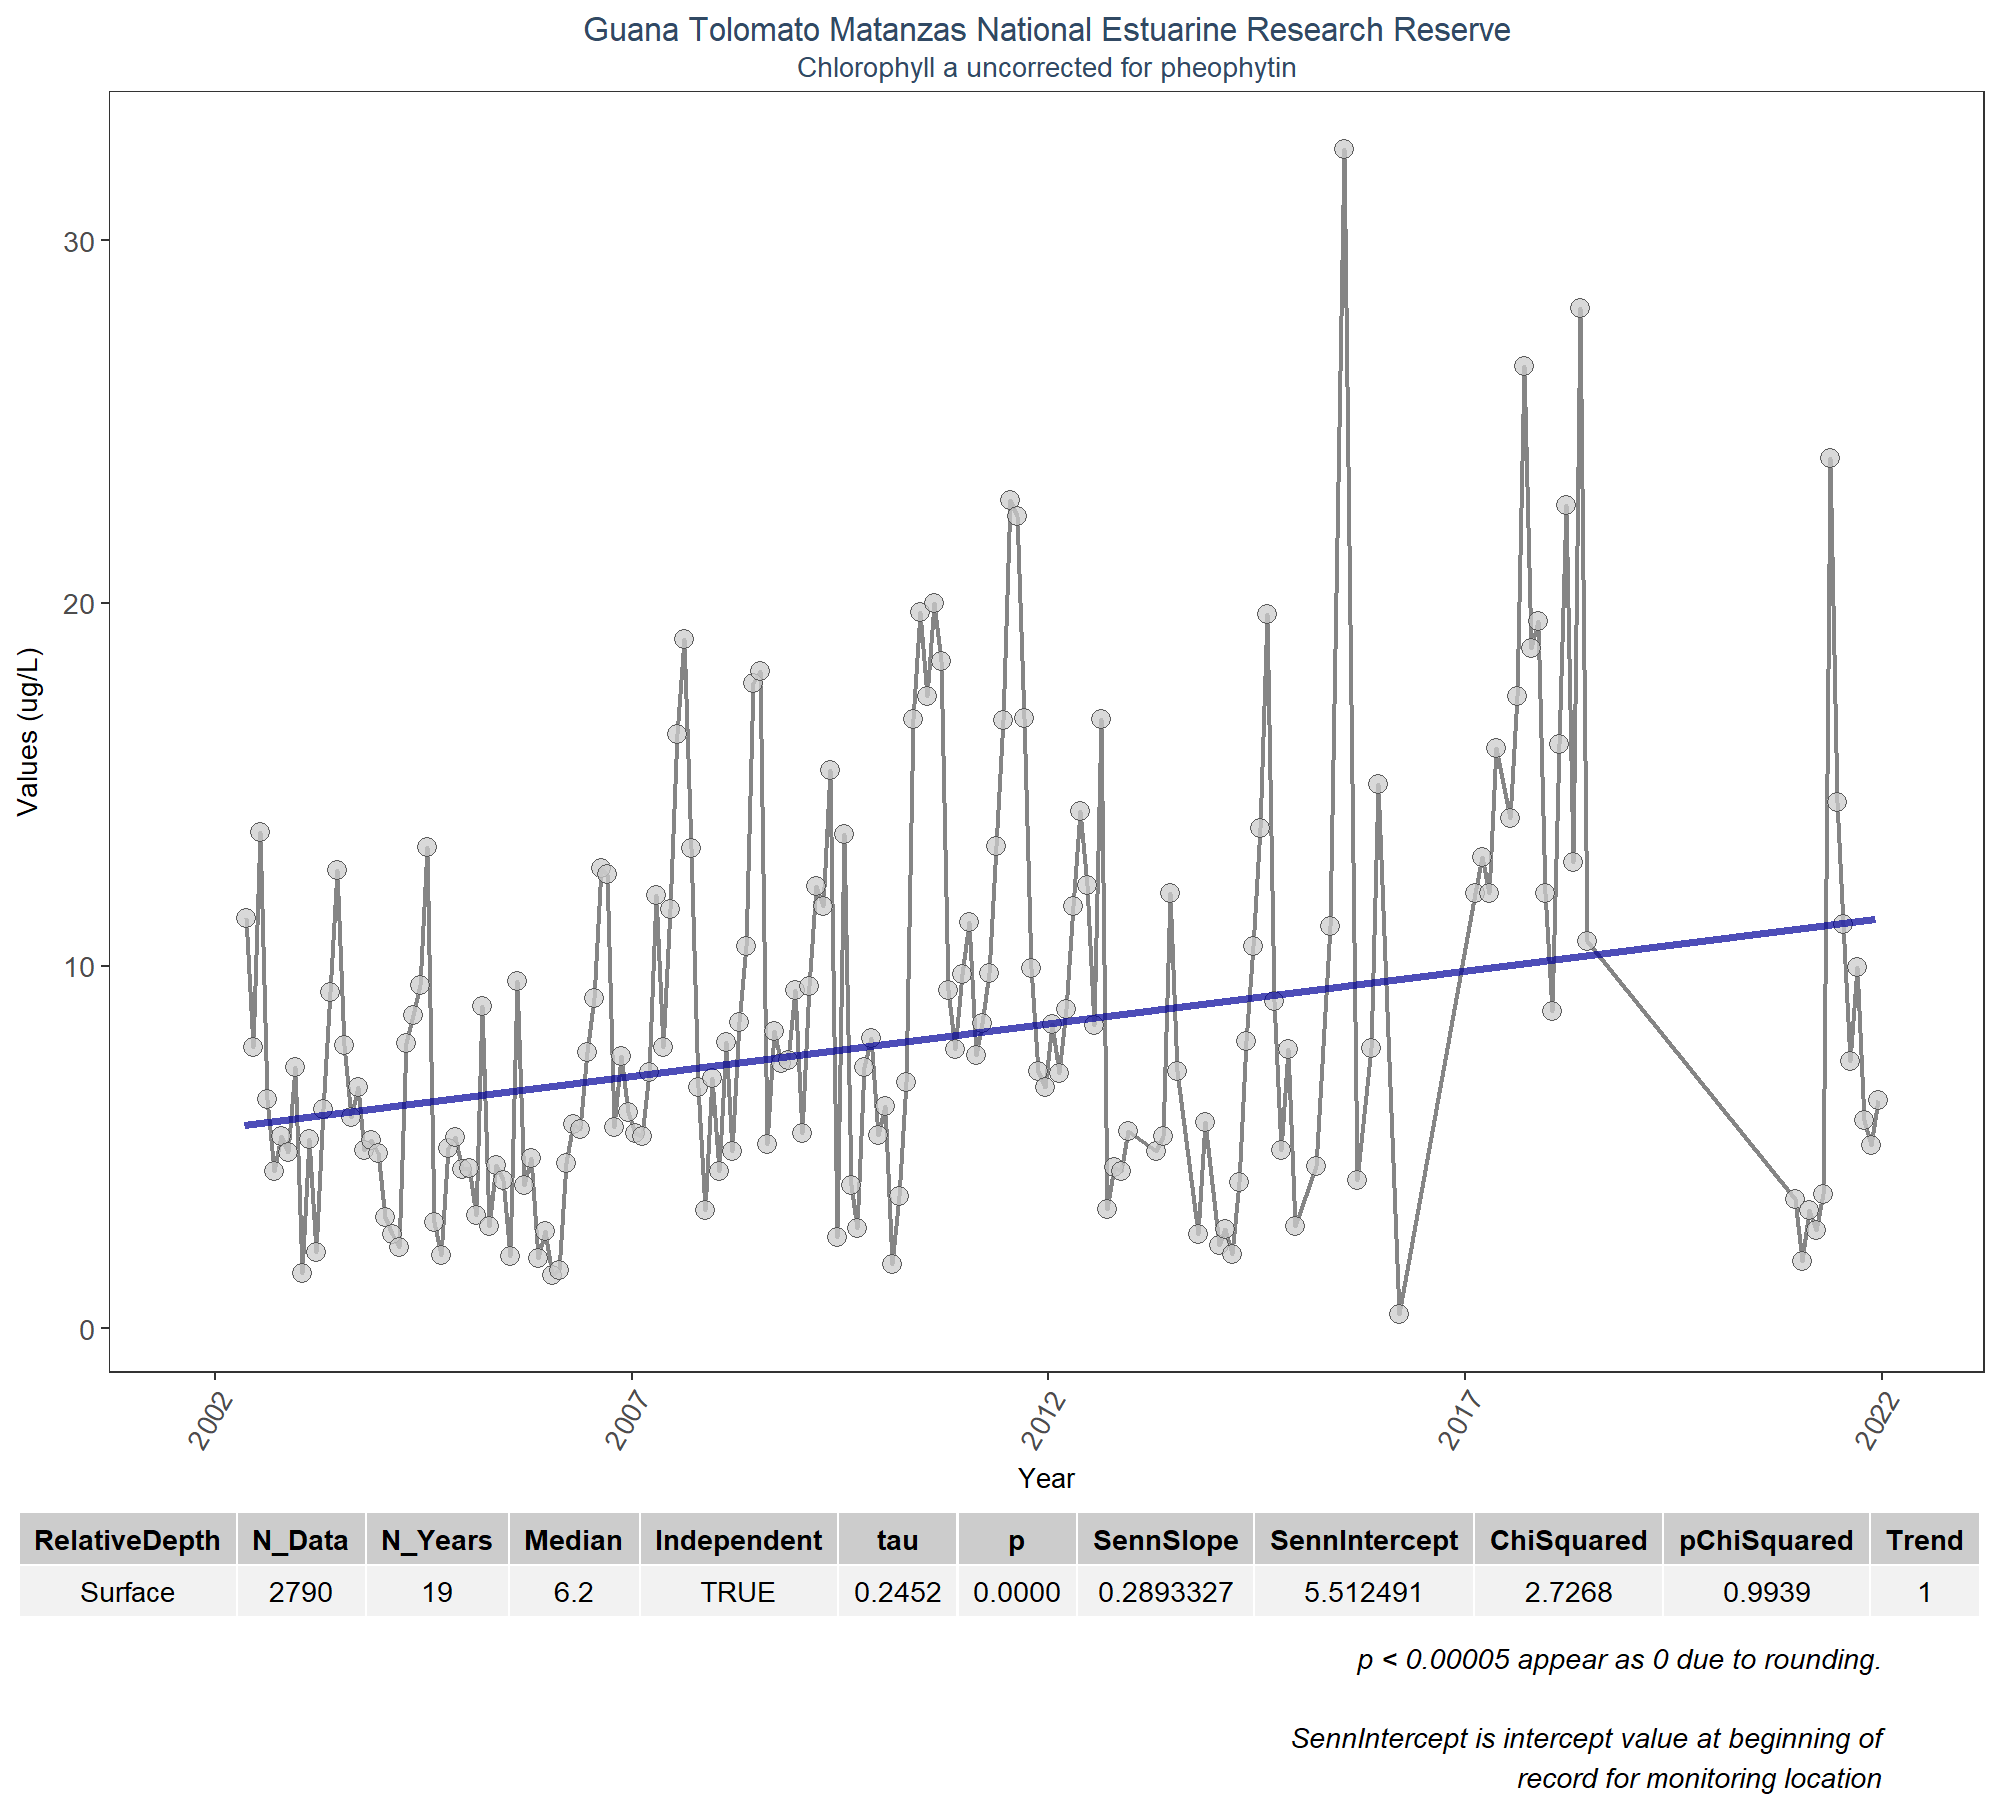 Guana Tolomato Matanzas National Estuarine Research Reserve
Chlorophyll a uncorrected for pheophytin
30
20
10
0
Values (ug/L)
2002
2007
2012
2017
2022
Year
RelativeDepth N_Data N_Years Median Independent tau p SennSlope SennIntercept ChiSquared pChiSquared Trend
Surface 2790 19 6.2 TRUE 0.2452 0.0000 0.2893327 5.512491 2.7268 0.9939 1
p < 0.00005 appear as 0 due to rounding.
SennIntercept is intercept value at beginning of
record for monitoring location